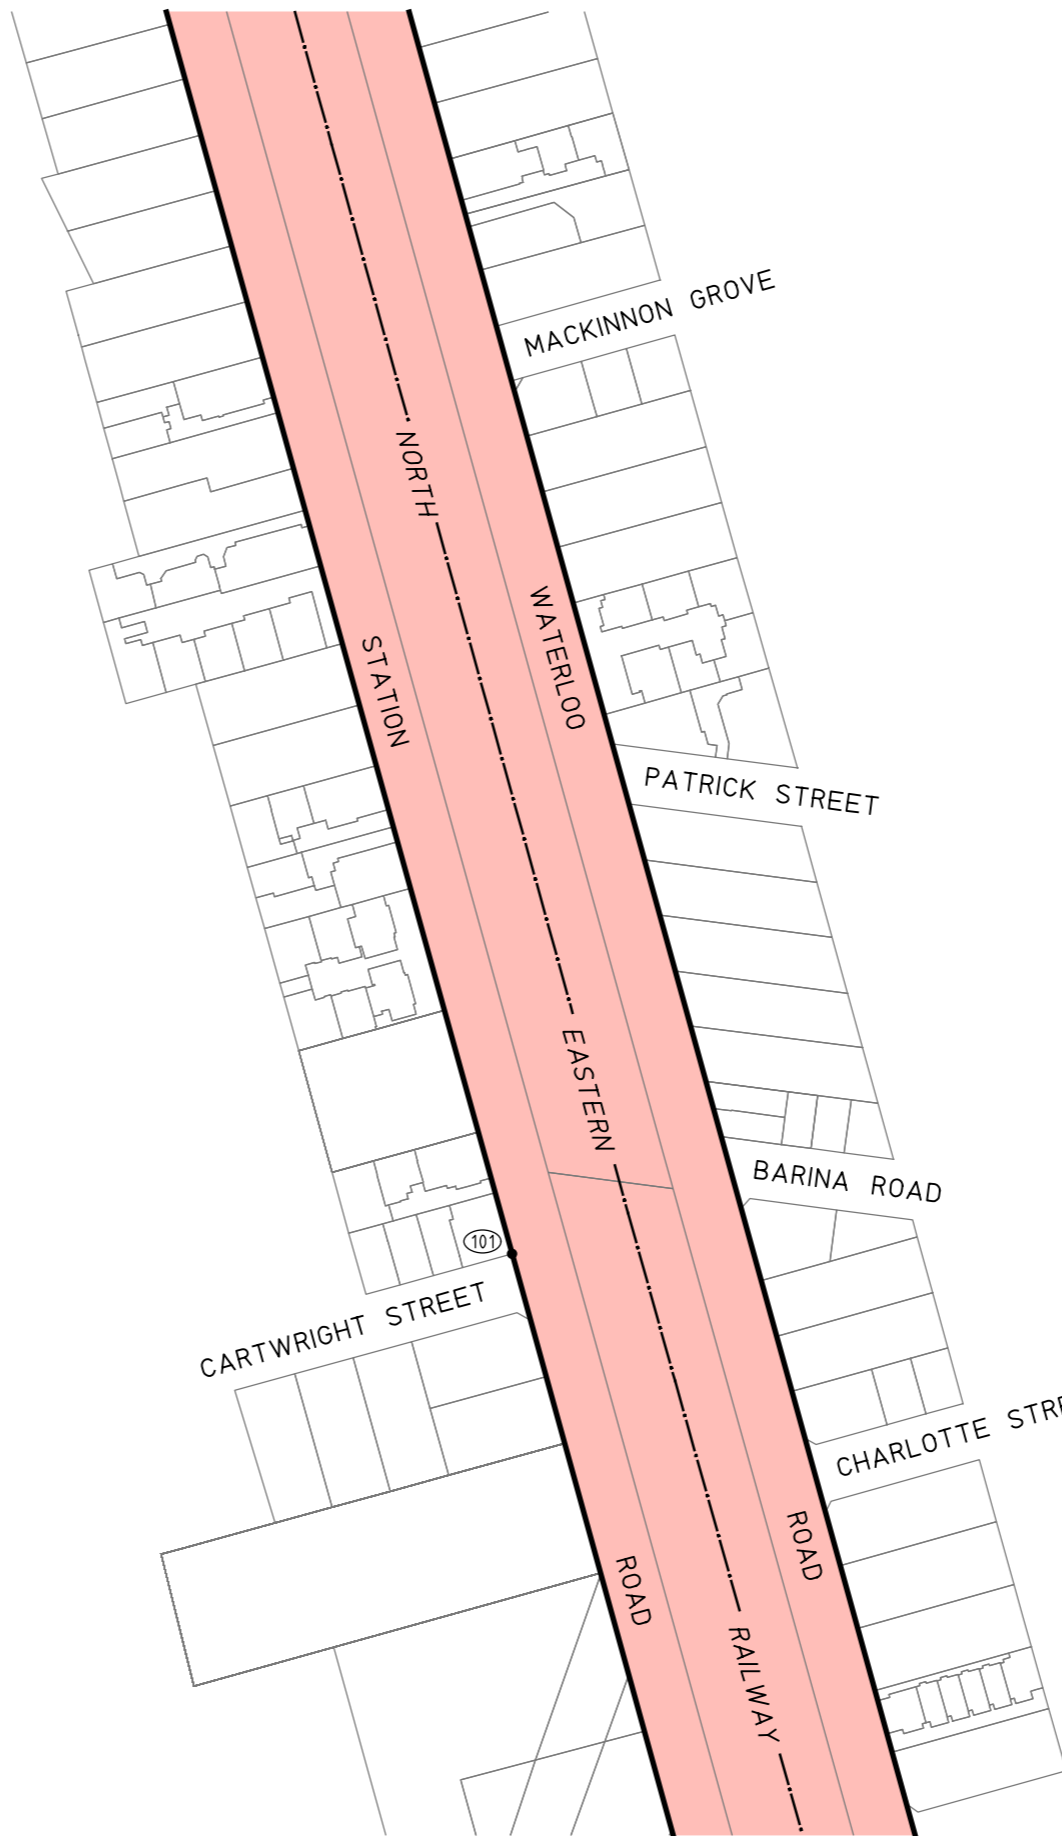 MACKINNON GROVE
NORTH
WATERLOO
STATION
PATRICK STREET
EASTERN
BARINA ROAD
101
CARTWRIGHT STREET
CHARLOTTE STRE
ROAD
ROAD
RAILWAY